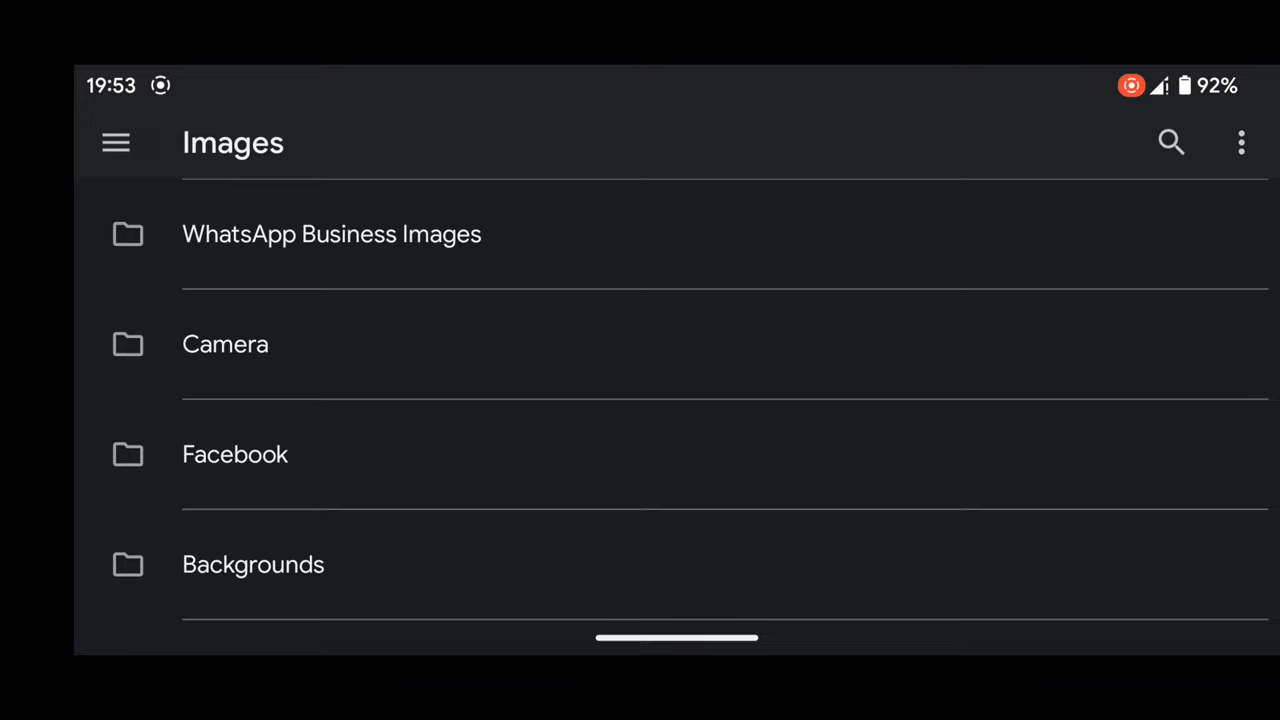 19:53 92%
Images
WhatsApp Business Images
Camera
Facebook
Backgrounds